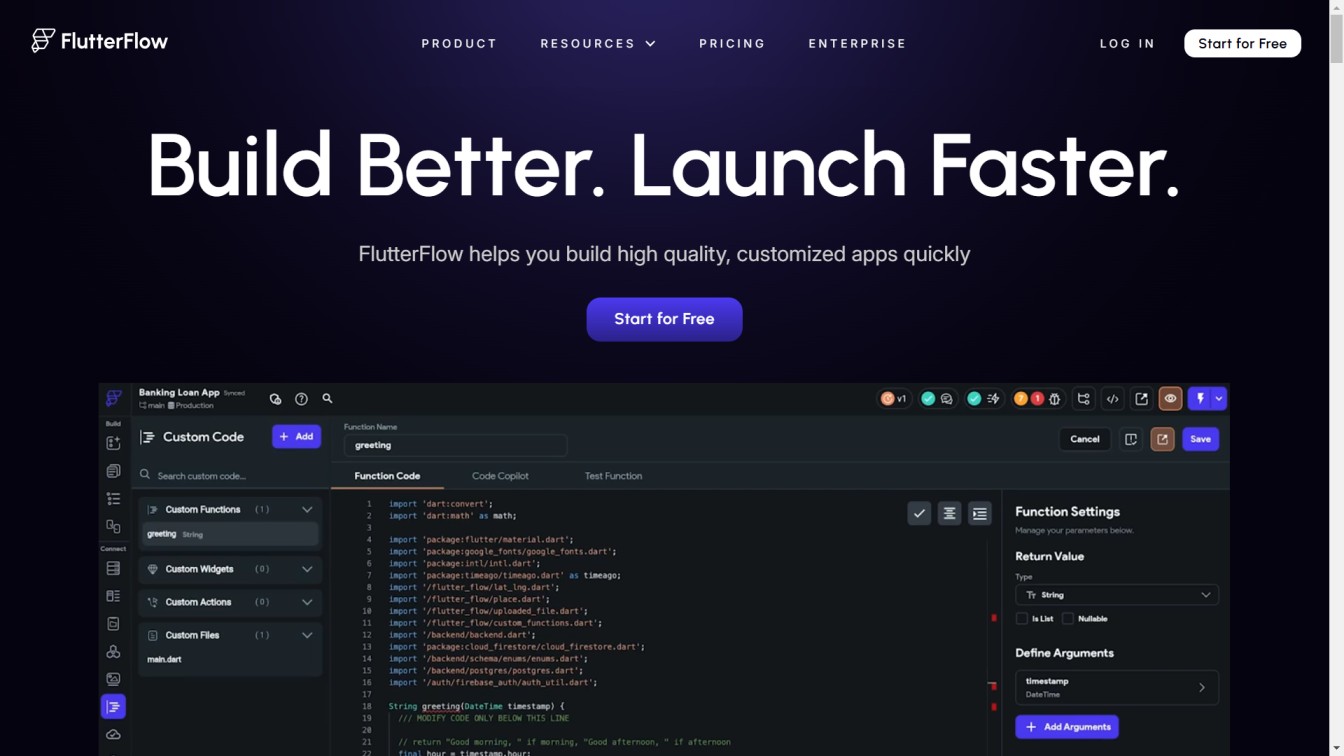 FlutterFlow
PRODUCT RESOURCES PRICING ENTERPRISE
LOG IN
Start for Free
Build Better. Launch Faster.
FlutterFlow helps you build high quality, customized apps quickly
Start for Free
Banking Loan App Synced
main Production
v1
7 1
Build
Connect
Custom Code
+ Add
Search custom code...
Custom Functions (1)
greeting String
Custom Widgets (0)
Custom Actions (0)
Custom Files (1)
main.dart
Function Name
greeting
Cancel
Save
Function Code Code Copilot Test Function
1 import 'dart:convert';
2 import 'dart:math' as math;
3
4 import 'package:flutter/material.dart';
5 import 'package:google_fonts/google_fonts.dart';
6 import 'package:intl/intl.dart';
7 import 'package:timeago/timeago.dart' as timeago;
8 import '/flutter_flow/lat_lng.dart';
9 import '/flutter_flow/place.dart';
10 import '/flutter_flow/uploaded_file.dart';
11 import '/flutter_flow/custom_functions.dart';
12 import '/backend/backend.dart';
13 import 'package:cloud_firestore/cloud_firestore.dart';
14 import '/backend/schema/enums/enums.dart';
15 import '/backend/postgres/postgres.dart';
16 import '/auth/firebase_auth/auth_util.dart';
17
18 String greeting(DateTime timestamp) {
19 /// MODIFY CODE ONLY BELOW THIS LINE
20
21 // return "Good morning, " if morning, "Good afternoon, " if afternoon
22 final hour = timestamp.hour;
Function Settings
Manage your parameters below.
Return Value
Type
Tт String
Is List Nullable
Define Arguments
timestamp
DateTime
+ Add Arguments